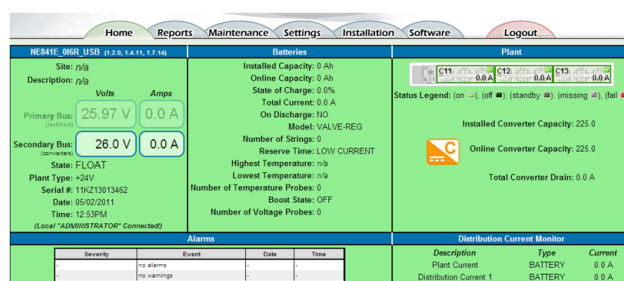 Home Reports Maintenance Settings Installation Software Logout
NE841E_0I6R_USB (1.2.0, 1.4.11, 1.7.14)
Site: n/a
Description: n/a
Volts Amps
Primary Bus: 25.97 V 0.0 A
(rectifiers)
Secondary Bus: 26.0 V 0.0 A
(converters)
State: FLOAT
Plant Type: +24V
Serial #: 11KZ13013462
Date: 05/02/2011
Time: 12:53PM
(Local "ADMINISTRATOR" Connected)
Batteries
Installed Capacity: 0 Ah
Online Capacity: 0 Ah
State of Charge: 0.0%
Total Current: 0.0 A
On Discharge: NO
Model: VALVE-REG
Number of Strings: 0
Reserve Time: LOW CURRENT
Highest Temperature: n/a
Lowest Temperature: n/a
Number of Temperature Probes: 0
Boost State: OFF
Number of Voltage Probes: 0
Plant
C11 0.0 A C12 0.0 A C13 0.0 A
Status Legend: (on ), (off ), (standby ), (missing ), (fail
Installed Converter Capacity: 225.0
C
Online Converter Capacity: 225.0
Total Converter Drain: 0.0 A
Alarms
Severity Event Date Time
- no alarms - -
- no warnings - -
Distribution Current Monitor
Description Type Current
Plant Current BATTERY 0.0 A
Distribution Current 1 BATTERY 0.0 A